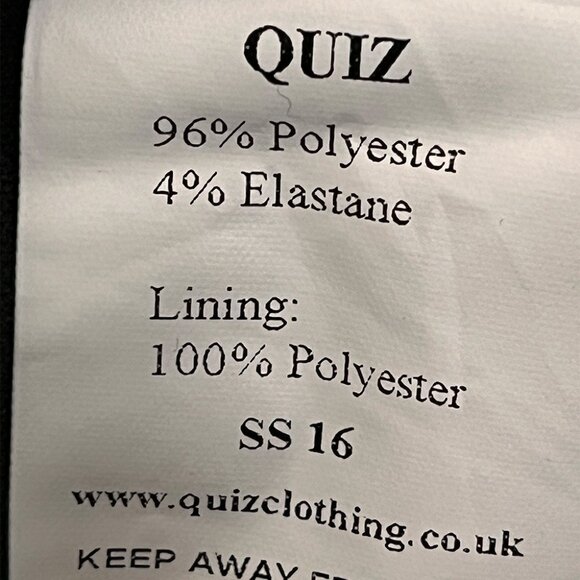 QUIZ
96% Polyester
4% Elastane
Lining:
100% Polyester
SS 16
www.quizclothing.co.uk
KEEP AWAY